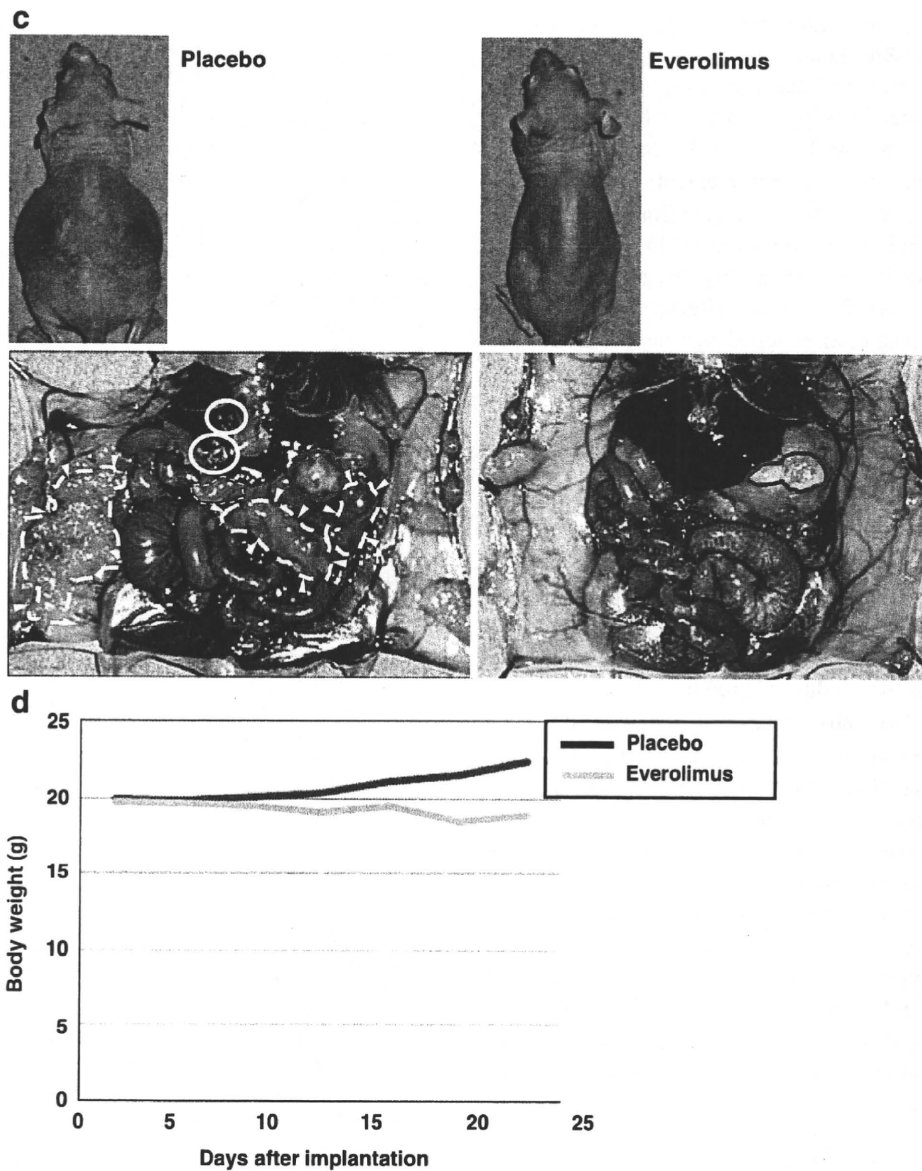 c
Placebo
Everolimus
d
25
20
15
10
5
0
Body weight (g)
0 5 10 15 20 25
Days after implantation
Placebo
Everolimus